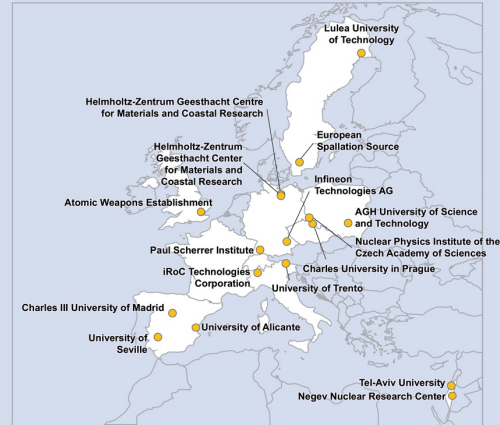 Lulea University
of Technology
Helmholtz-Zentrum Geesthacht Centre
for Materials and Coastal Research
European
Spallation Source
Helmholtz-Zentrum
Geesthacht Center
for Materials and
Coastal Research
Infineon
Technologies AG
Atomic Weapons Establishment
AGH University of Science
and Technology
Nuclear Physics Institute of the
Czech Academy of Sciences
Paul Scherrer Institute
Charles University in Prague
iRoC Technologies
Corporation
University of Trento
Charles III University of Madrid
University of Alicante
University of
Seville
Tel-Aviv University
Negev Nuclear Research Center